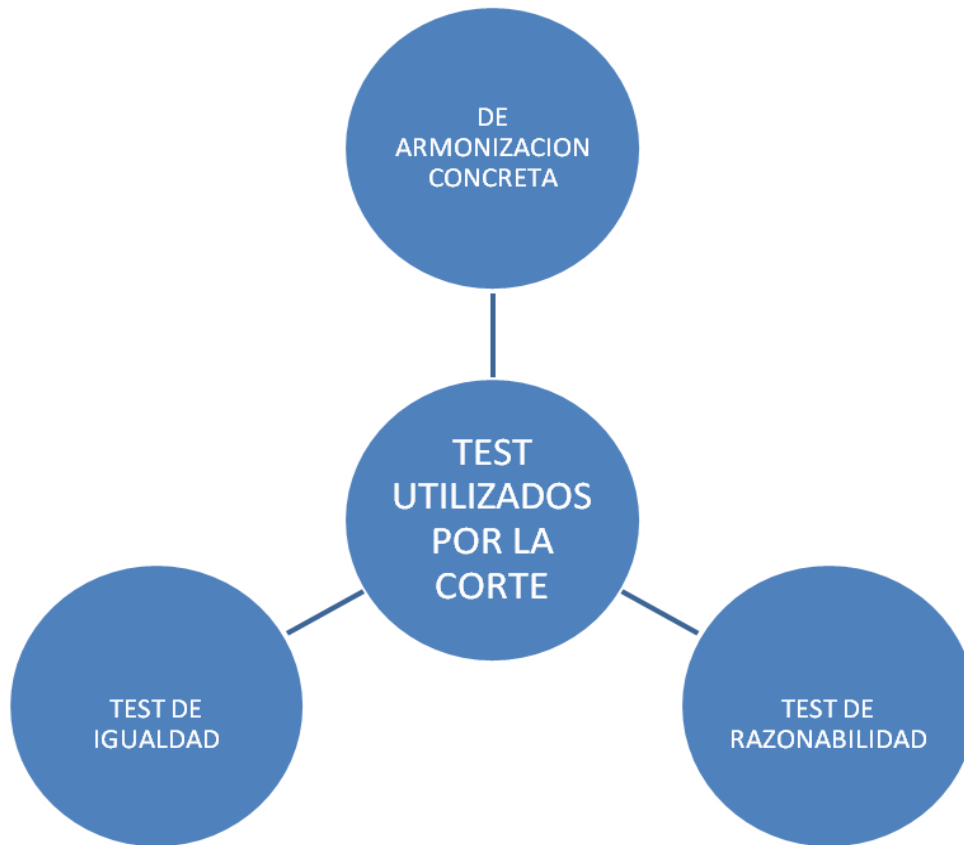 DE
ARMONIZACION
CONCRETA
TEST
UTILIZADOS
POR LA
CORTE
TEST DE
IGUALDAD
TEST DE
RAZONABILIDAD